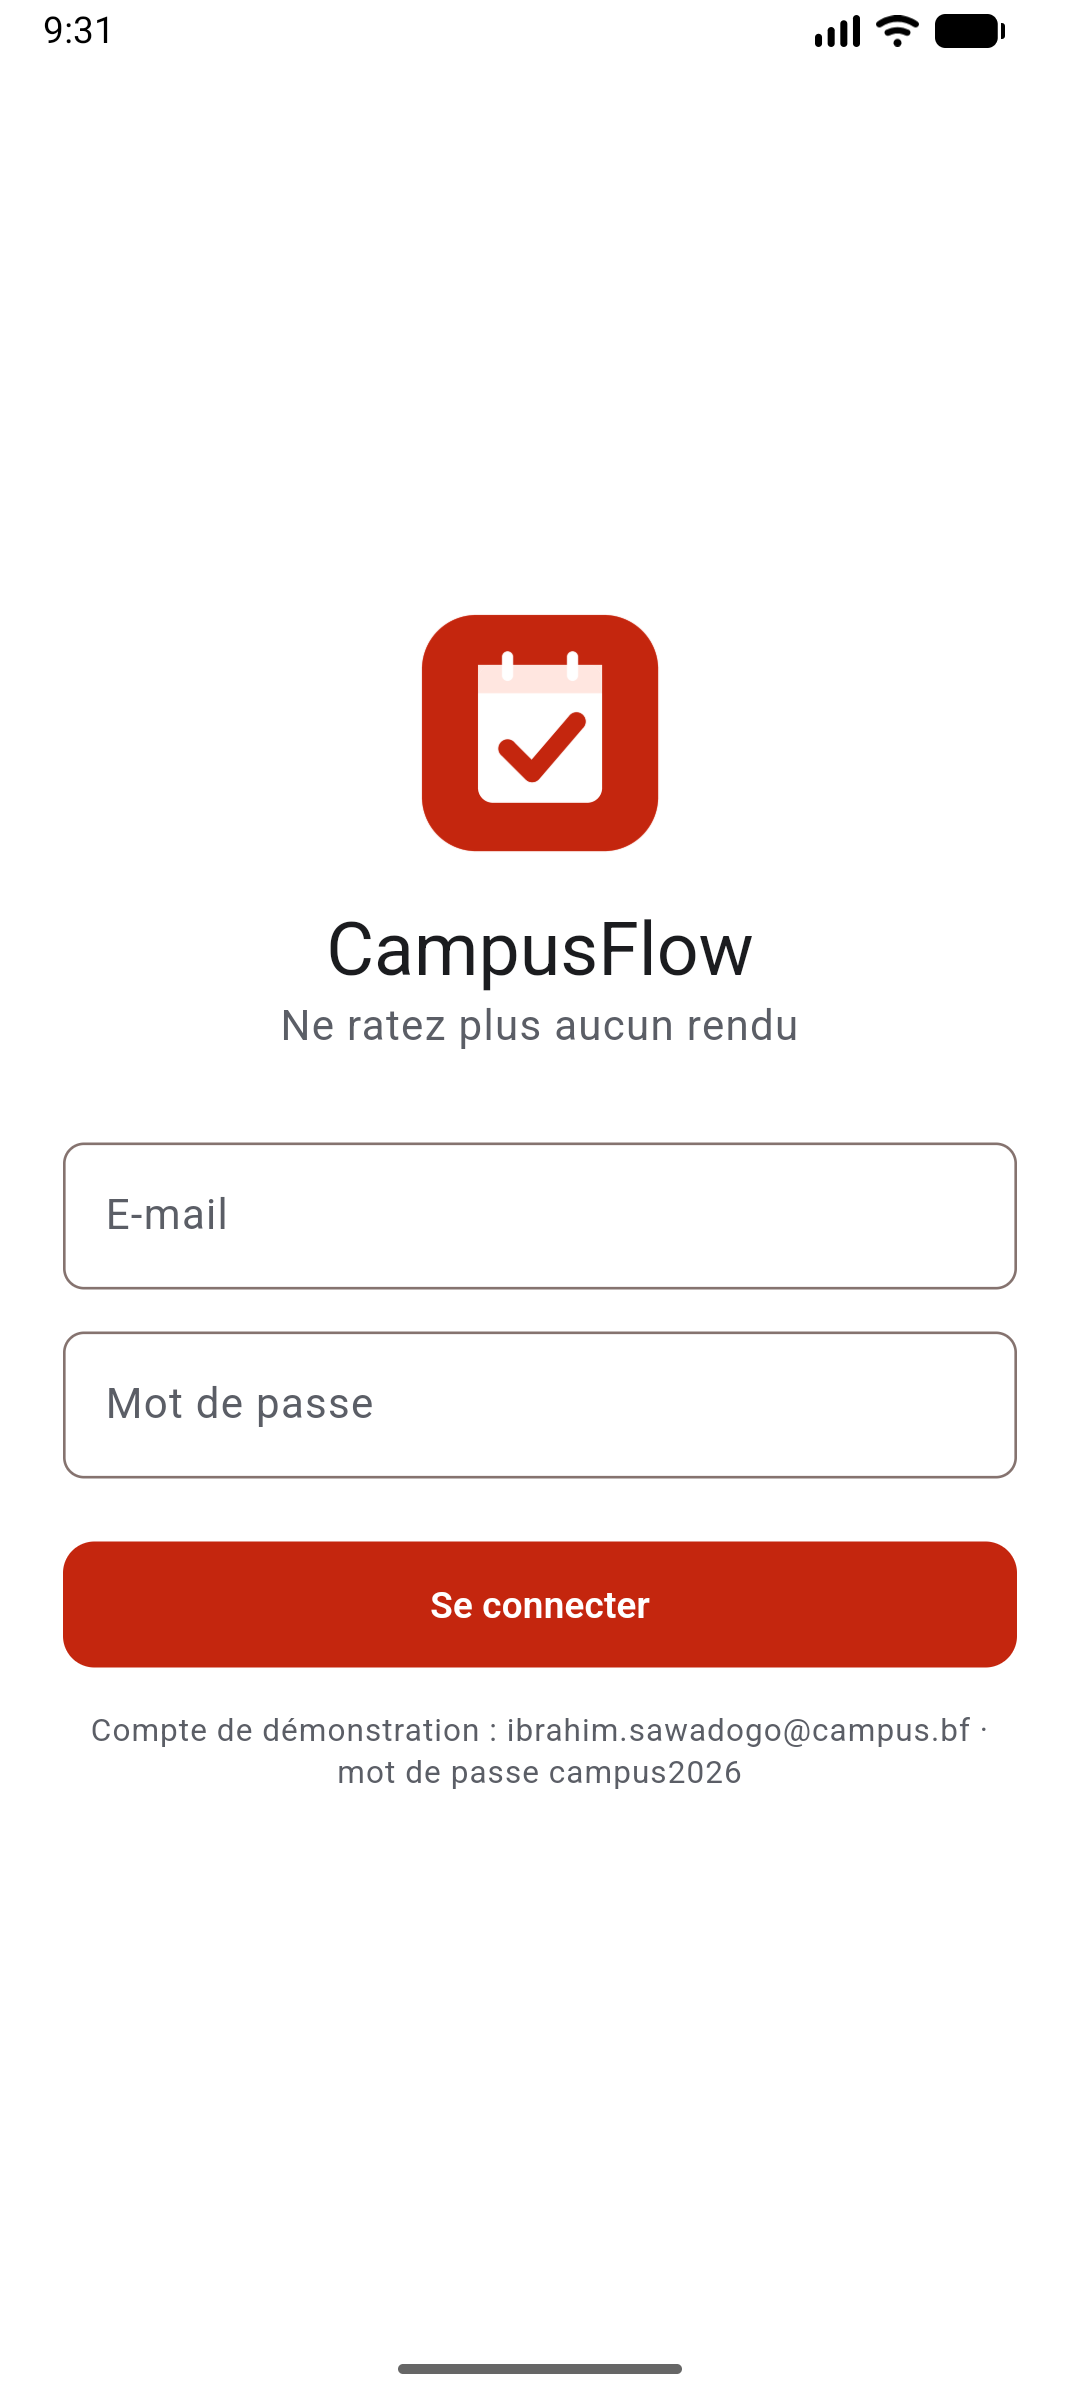 9:31
CampusFlow
Ne ratez plus aucun rendu
E-mail
Mot de passe
Se connecter
Compte de démonstration : ibrahim.sawadogo@campus.bf ·
mot de passe campus2026